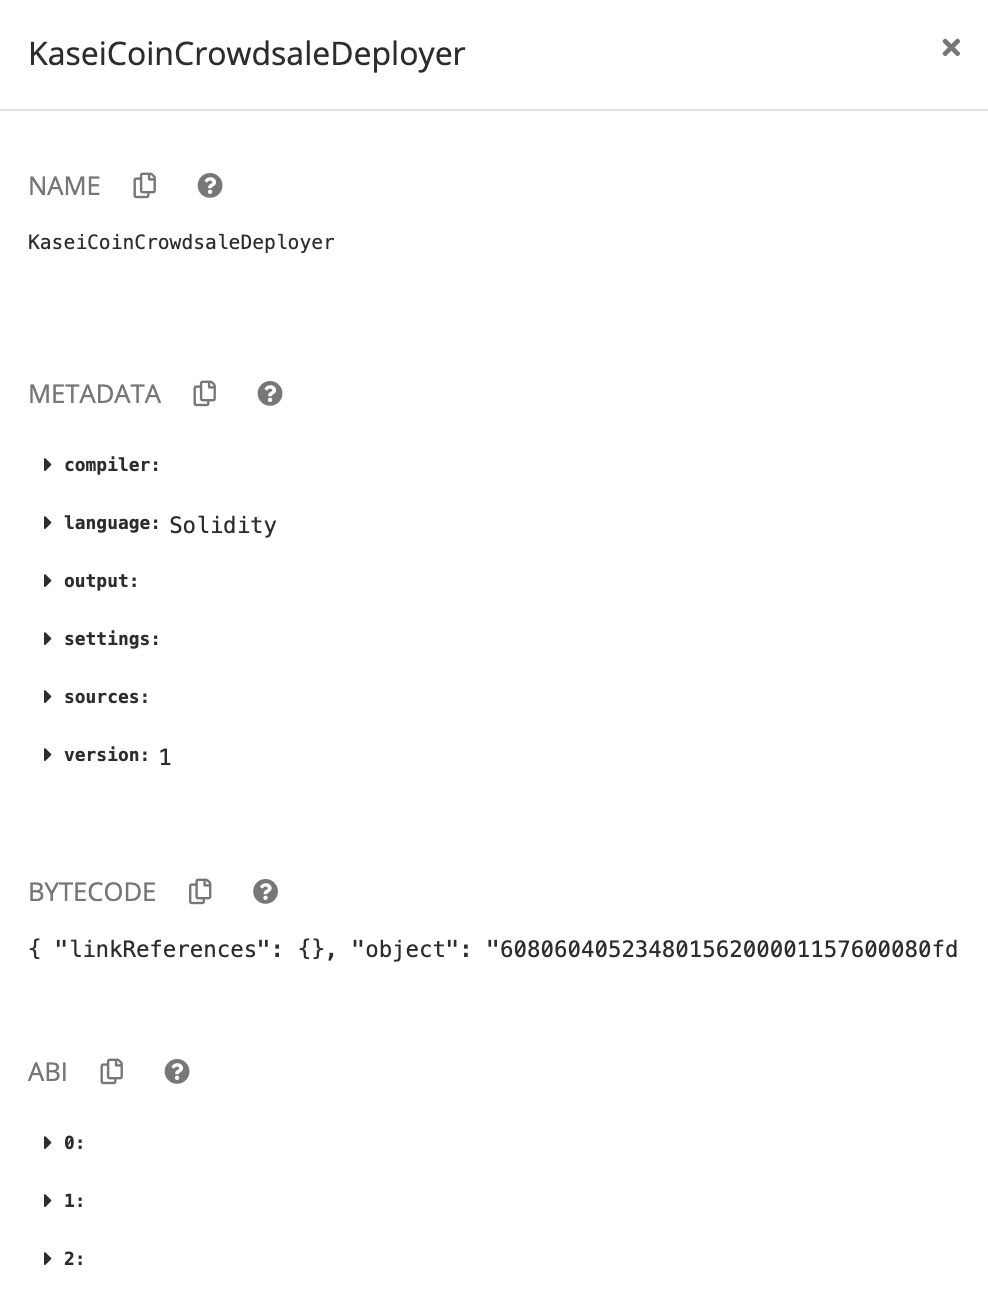 KaseiCoinCrowdsaleDeployer
NAME
KaseiCoinCrowdsaleDeployer
METADATA
compiler:
language: Solidity
output:
settings:
sources:
version: 1
BYTECODE
{ "linkReferences": {}, "object": "60806040523480156200001157600080fd
ABI
0:
1:
2: